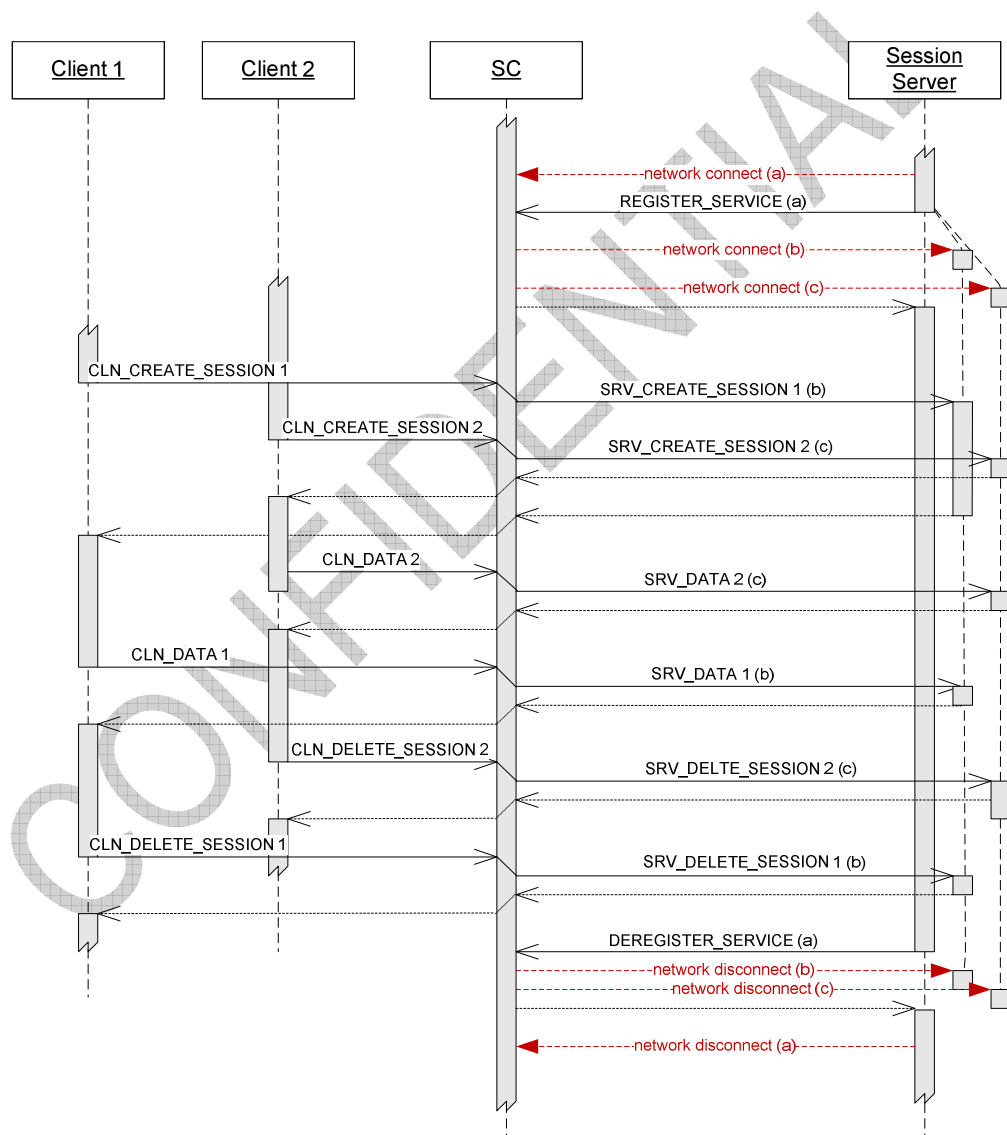 Client 1
Client 2
SC
Session
Server
network connect (a)
REGISTER_SERVICE (a)
network connect (b)
network connect (c)
CLN_CREATE_SESSION 1
SRV_CREATE_SESSION 1 (b)
CLN_CREATE_SESSION 2
SRV_CREATE_SESSION 2 (c)
CLN_DATA 2
SRV_DATA 2 (c)
CLN_DATA 1
SRV_DATA 1 (b)
CLN_DELETE_SESSION 2
SRV_DELTE_SESSION 2 (c)
CLN_DELETE_SESSION 1
SRV_DELETE_SESSION 1 (b)
DEREGISTER_SERVICE (a)
network disconnect (b)
network disconnect (c)
network disconnect (a)
CONFIDENTIAL